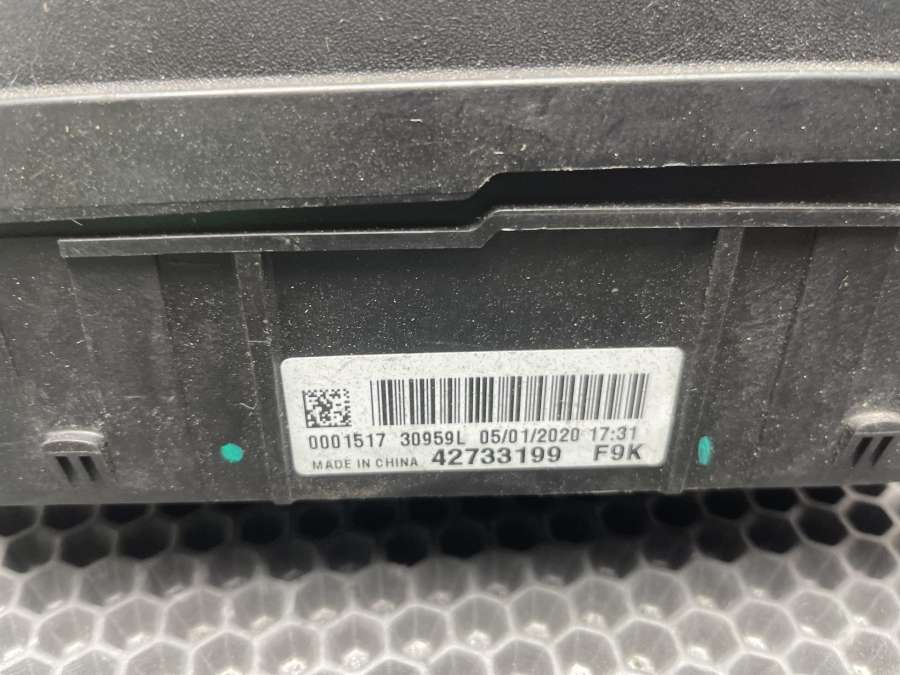 0001517 30959L 05/01/2020 17:31
MADE IN CHINA 42733199 F9K